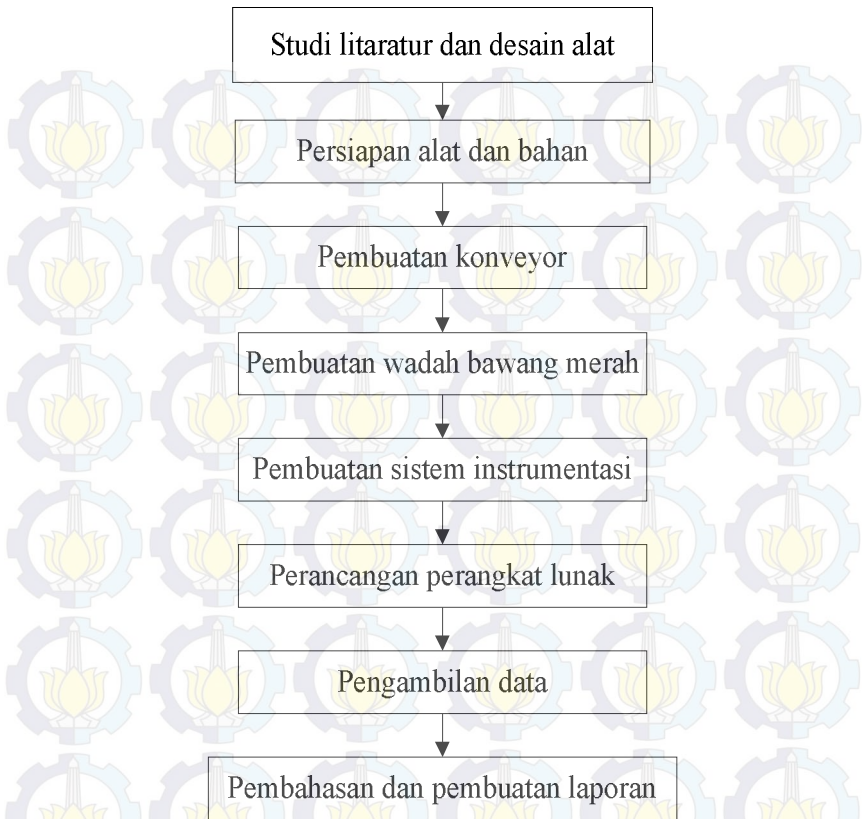 Studi litaratur dan desain alat
Persiapan alat dan bahan
Pembuatan konveyor
Pembuatan wadah bawang merah
Pembuatan sistem instrumentasi
Perancangan perangkat lunak
Pengambilan data
Pembahasan dan pembuatan laporan